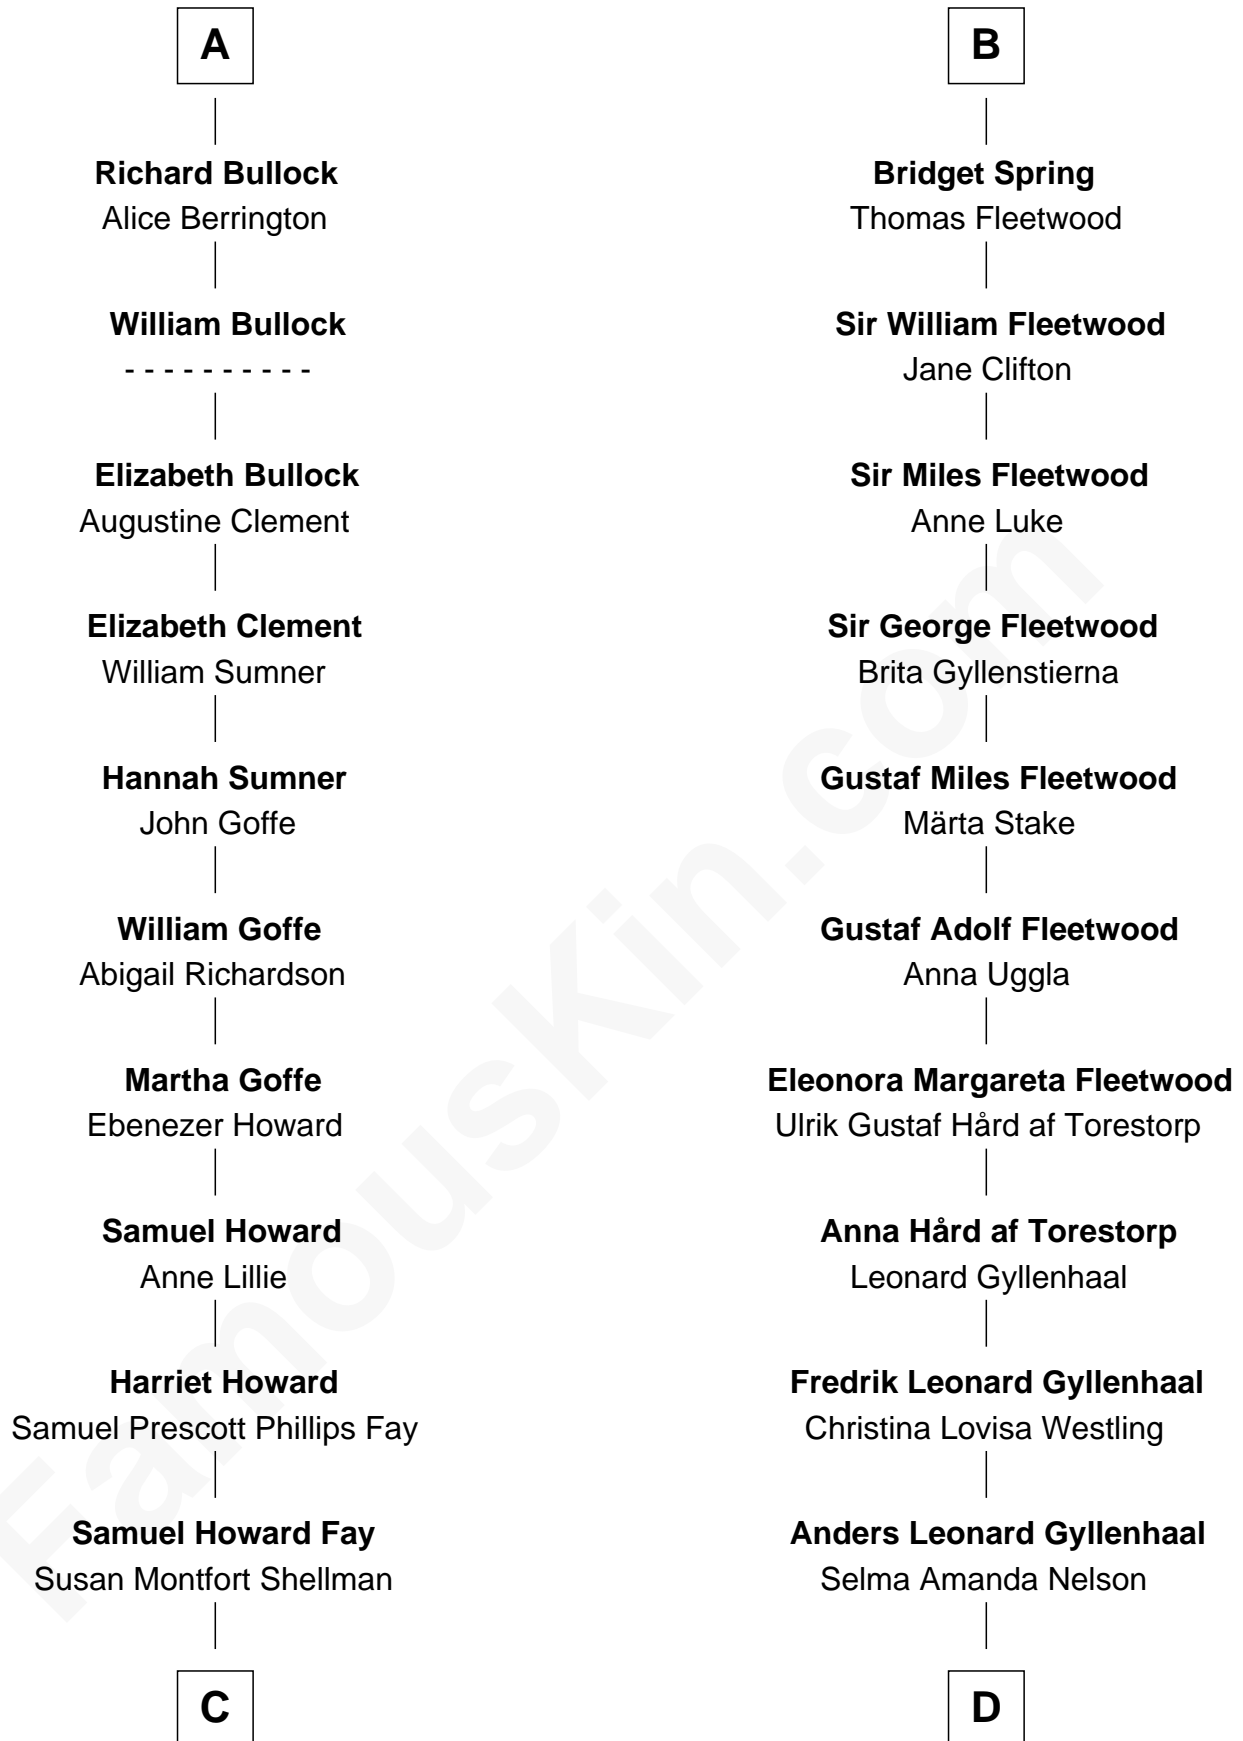 A
Richard Bullock
Alice Berrington
William Bullock
- - - - - - - - - -
Elizabeth Bullock
Augustine Clement
Elizabeth Clement
William Sumner
Hannah Sumner
John Goffe
William Goffe
Abigail Richardson
Martha Goffe
Ebenezer Howard
Samuel Howard
Anne Lillie
Harriet Howard
Samuel Prescott Phillips Fay
Samuel Howard Fay
Susan Montfort Shellman
C
B
Bridget Spring
Thomas Fleetwood
Sir William Fleetwood
Jane Clifton
Sir Miles Fleetwood
Anne Luke
Sir George Fleetwood
Brita Gyllenstierna
Gustaf Miles Fleetwood
Märta Stake
Gustaf Adolf Fleetwood
Anna Uggla
Eleonora Margareta Fleetwood
Ulrik Gustaf Hård af Torestorp
Anna Hård af Torestorp
Leonard Gyllenhaal
Fredrik Leonard Gyllenhaal
Christina Lovisa Westling
Anders Leonard Gyllenhaal
Selma Amanda Nelson
D
FamousKin.com